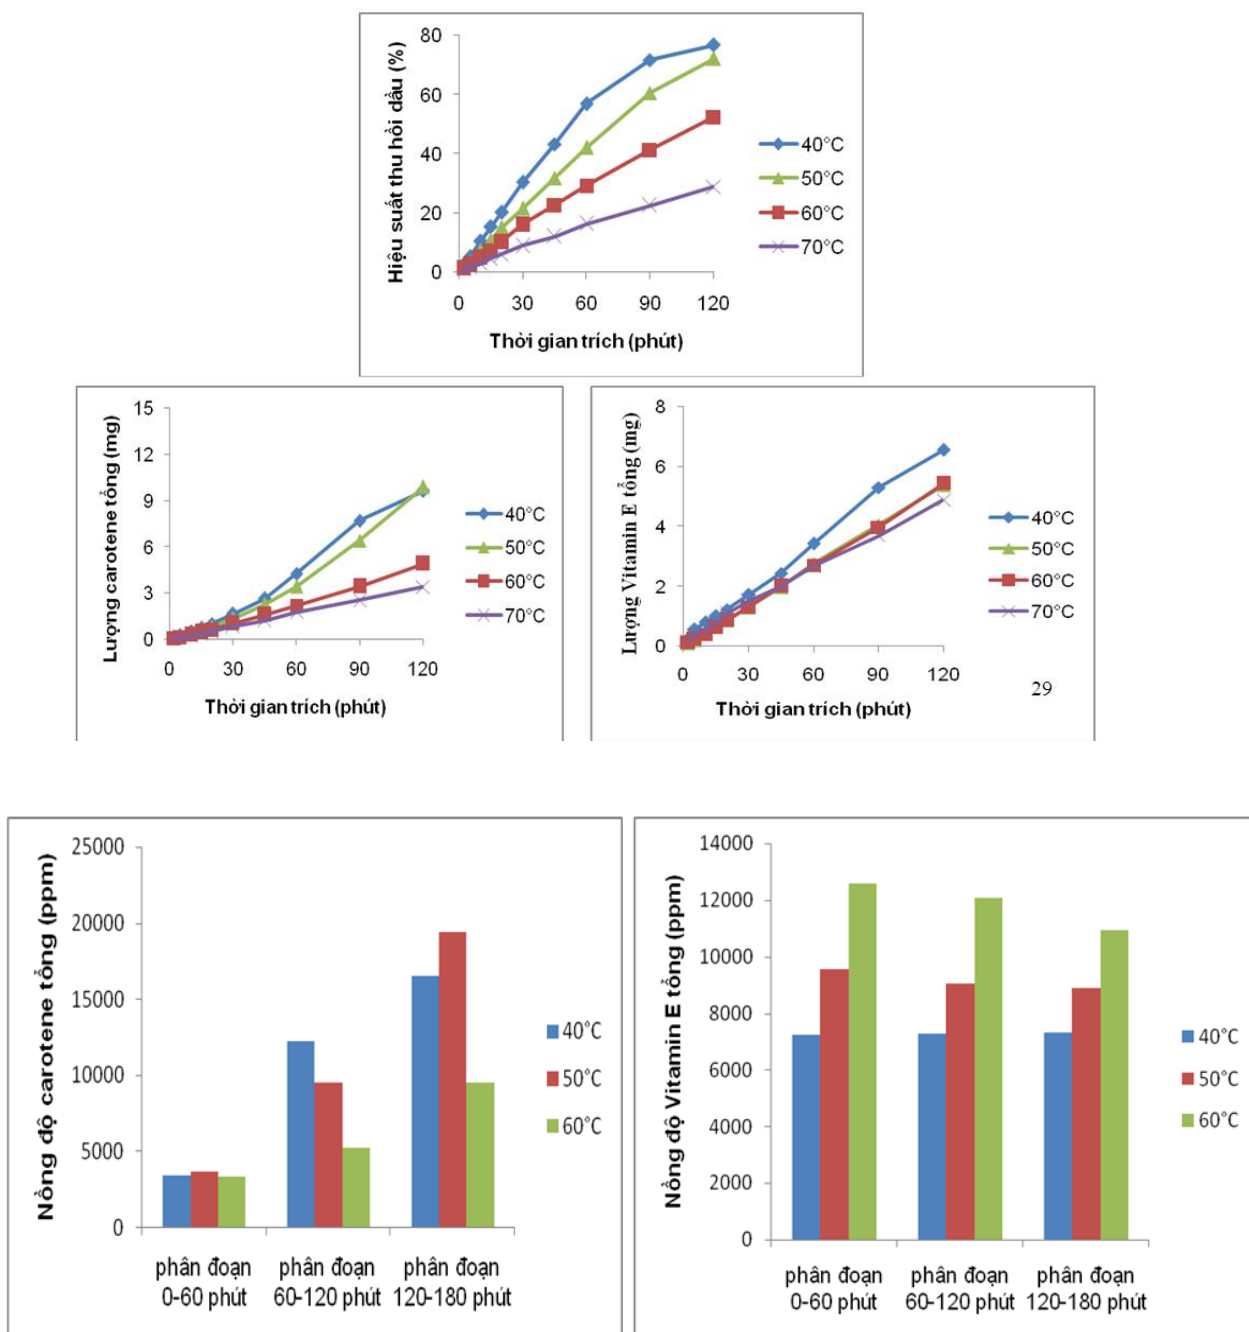 Hiệu suất thu hồi dầu (%)
80
60
40
20
0
0 30 60 90 120
Thời gian trích (phút)
40°C
50°C
60°C
70°C
Lượng carotene tổng (mg)
15
12
9
6
3
0
0 30 60 90 120
Thời gian trích (phút)
40°C
50°C
60°C
70°C
Lượng Vitamin E tổng (mg)
8
6
4
2
0
0 30 60 90 120
Thời gian trích (phút)
40°C
50°C
60°C
70°C
29
Nồng độ carotene tổng (ppm)
25000
20000
15000
10000
5000
0
phân đoạn phân đoạn phân đoạn
0-60 phút 60-120 phút 120-180 phút
40°C
50°C
60°C
Nồng độ Vitamin E tổng (ppm)
14000
12000
10000
8000
6000
4000
2000
0
phân đoạn phân đoạn phân đoạn
0-60 phút 60-120 phút 120-180 phút
40°C
50°C
60°C